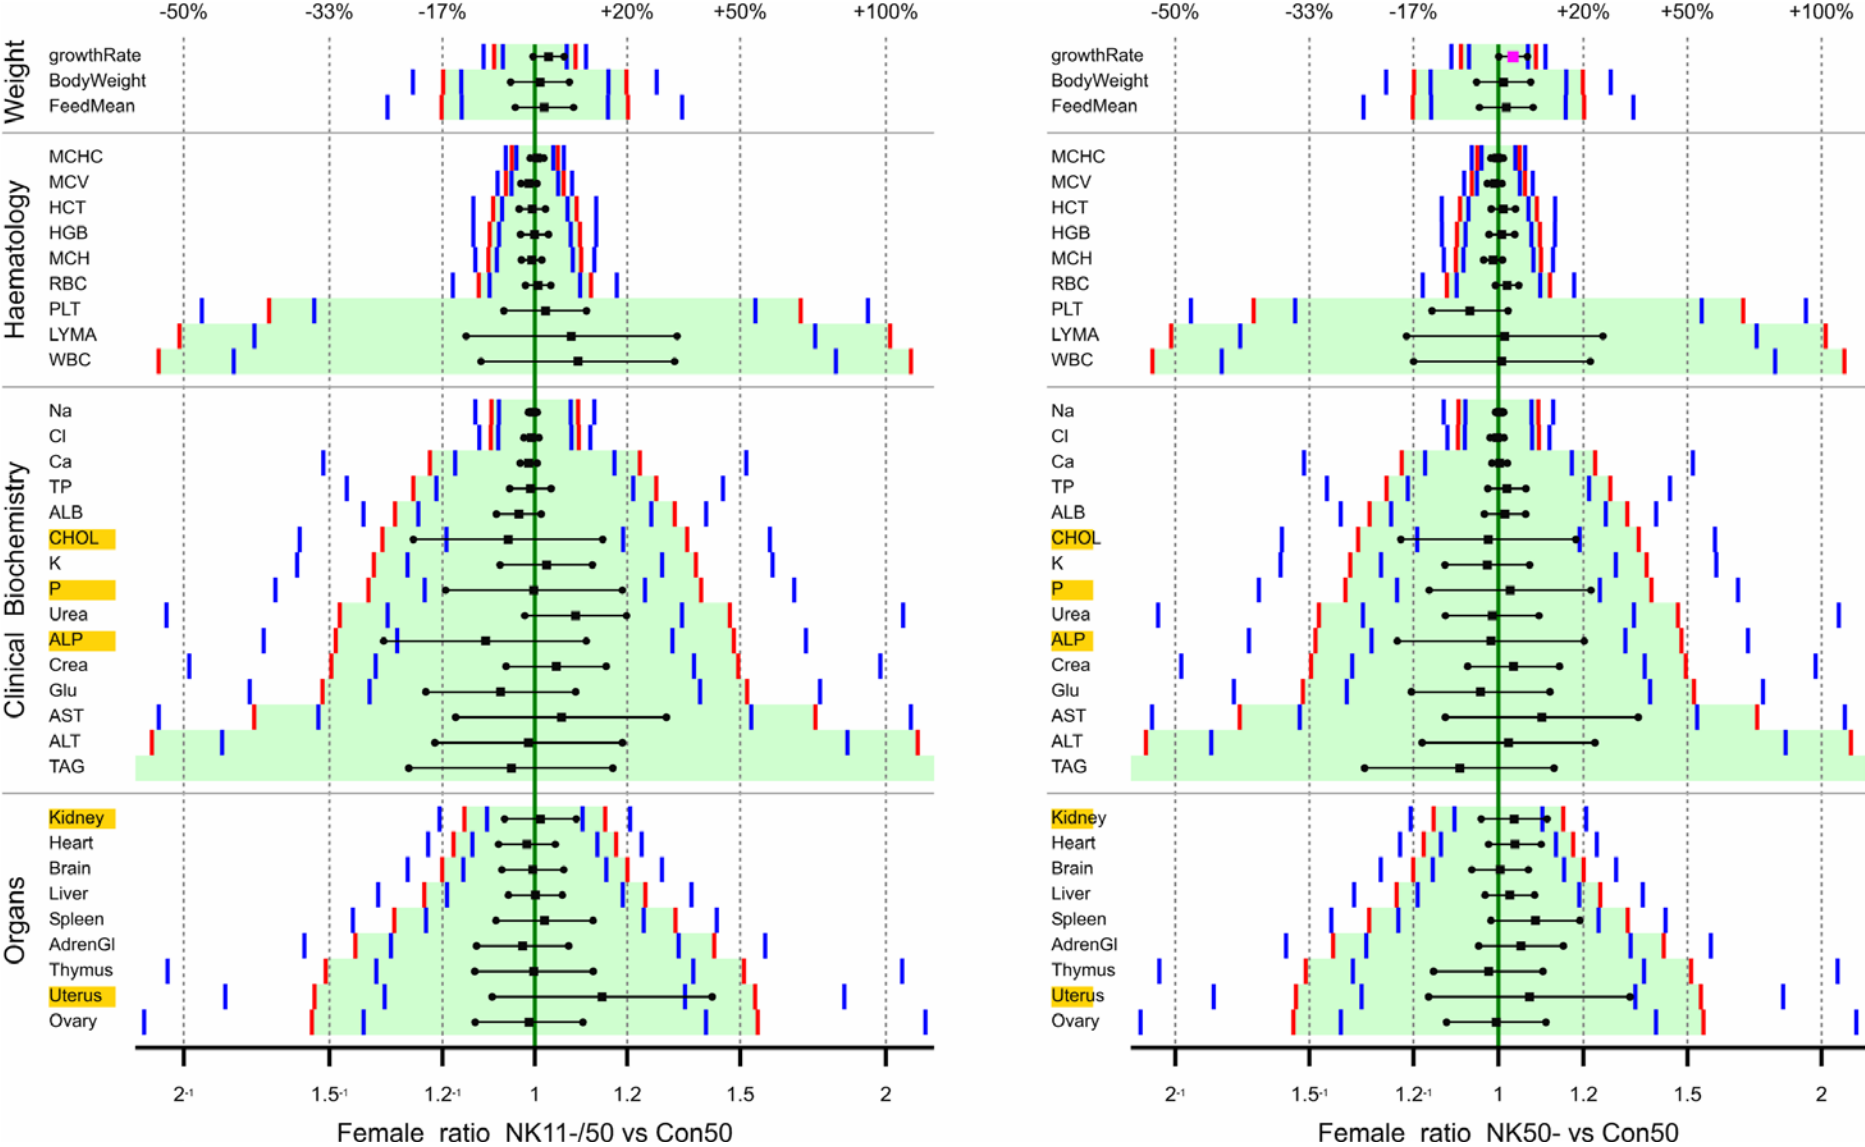 -50% -33% -17% +20% +50% +100%
Weight
growthRate
BodyWeight
FeedMean
Haematology
MCHC
MCV
HCT
HGB
MCH
RBC
PLT
LYMA
WBC
Clinical Biochemistry
Na
Cl
Ca
TP
ALB
CHOL
K
P
Urea
ALP
Crea
Glu
AST
ALT
TAG
Organs
Kidney
Heart
Brain
Liver
Spleen
AdrenGl
Thymus
Uterus
Ovary
2-1 1.5-1 1.2-1 1 1.2 1.5 2
Female ratio NK11-/50 vs Con50
-50% -33% -17% +20% +50% +100%
growthRate
BodyWeight
FeedMean
MCHC
MCV
HCT
HGB
MCH
RBC
PLT
LYMA
WBC
Na
Cl
Ca
TP
ALB
CHOL
K
P
Urea
ALP
Crea
Glu
AST
ALT
TAG
Kidney
Heart
Brain
Liver
Spleen
AdrenGl
Thymus
Uterus
Ovary
2-1 1.5-1 1.2-1 1 1.2 1.5 2
Female ratio NK50- vs Con50